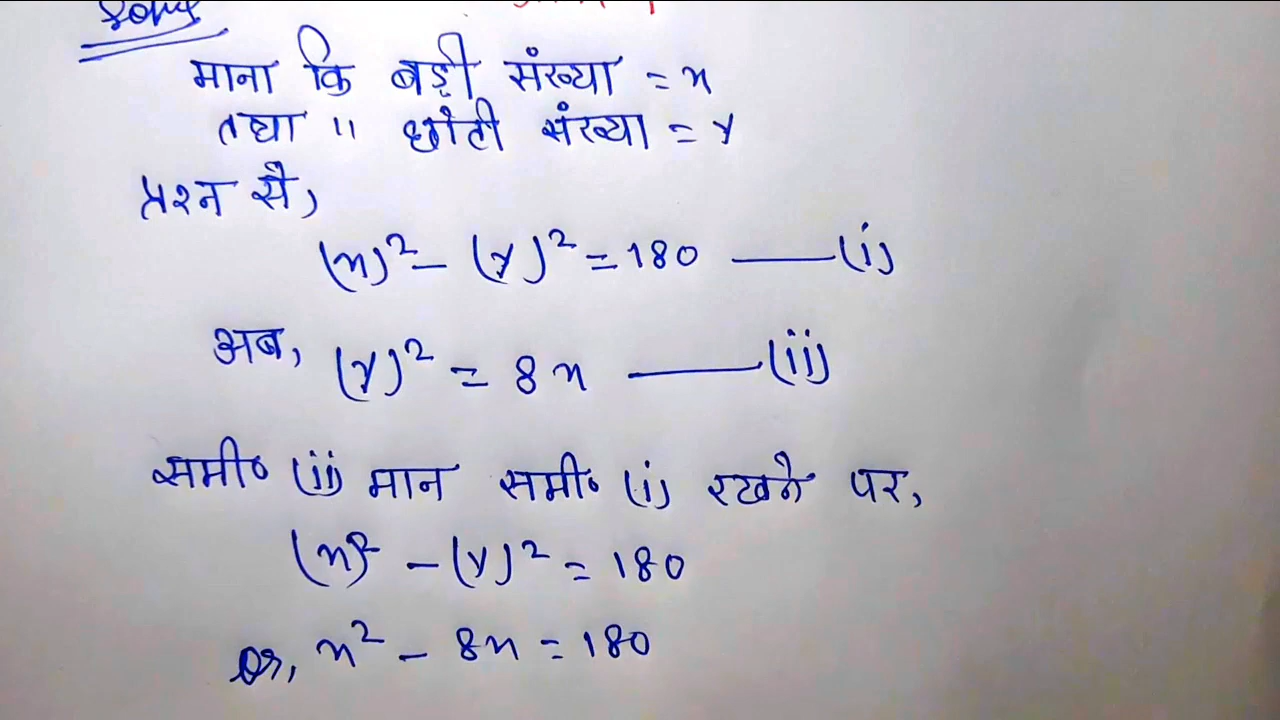 माना कि बड़ी संख्या = x
तथा " छोटी संख्या = y
प्रश्न से,
(x)² - (y)² = 180 —— (i)
अब, (y)² = 8x —— (ii)
समी० (ii) मान समी० (i) रखने पर,
(x)² - (y)² = 180
or, x² - 8x = 180